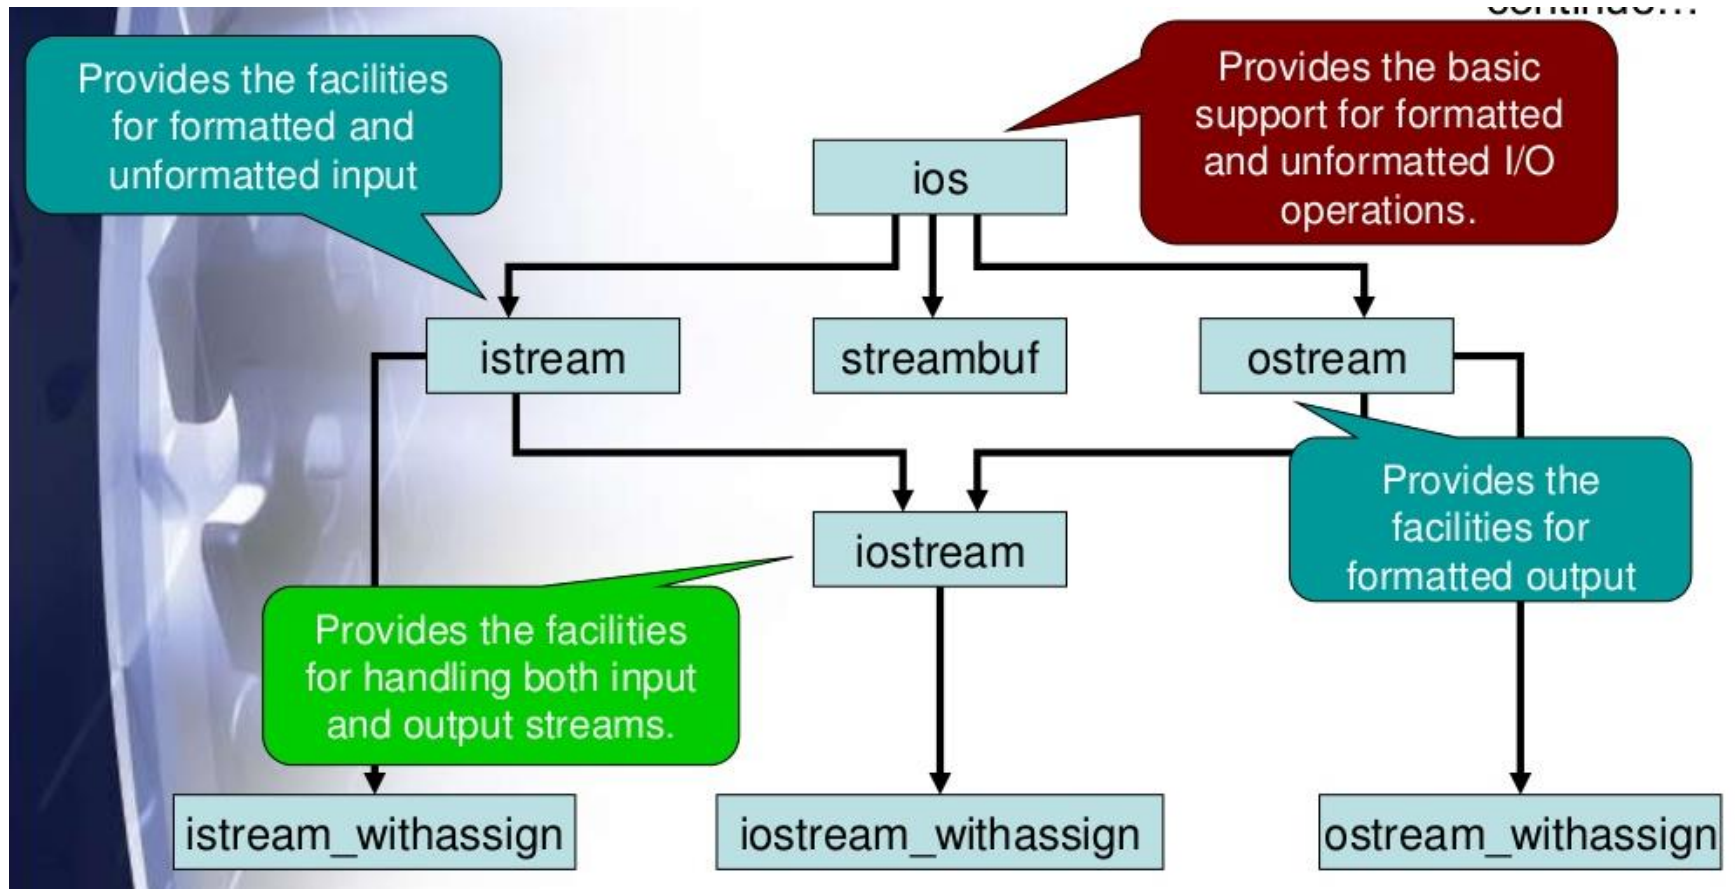 continue...
Provides the facilities
for formatted and
unformatted input
Provides the basic
support for formatted
and unformatted I/O
operations.
ios
istream
streambuf
ostream
Provides the
facilities for
formatted output
iostream
Provides the facilities
for handling both input
and output streams.
istream_withassign
iostream_withassign
ostream_withassign